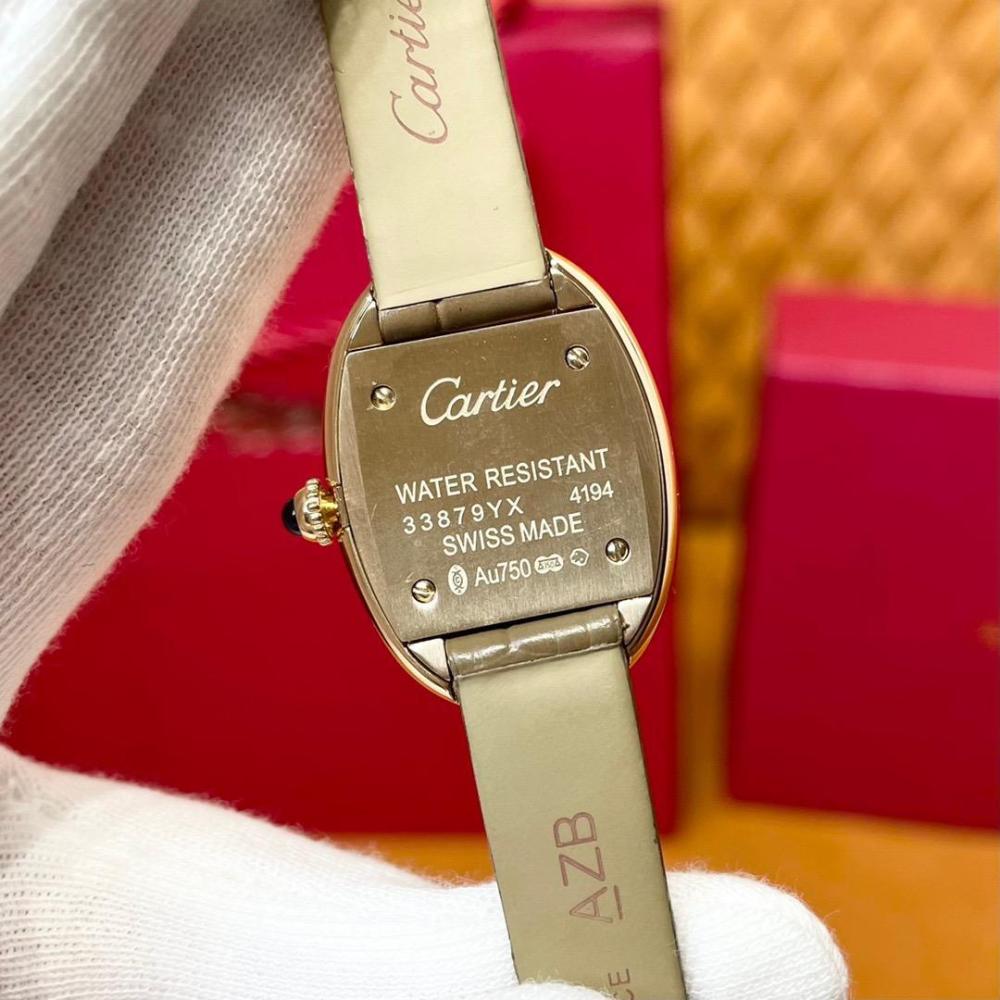 Cartier
Cartier
WATER RESISTANT
33879YX 4194
SWISS MADE
Au750
AZB